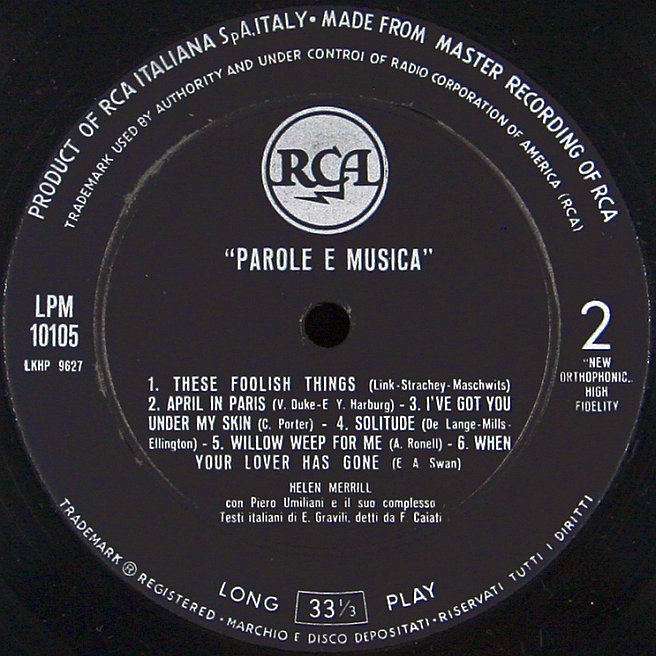 PRODUCT OF RCA ITALIANA SpA.ITALY • MADE FROM MASTER RECORDING OF RCA
TRADEMARK USED BY AUTHORITY AND UNDER CONTROL OF RADIO CORPORATION OF AMERICA (RCA)
RCA
"PAROLE E MUSICA"
LPM
10105
LKHP 9627
2
"NEW
ORTHOPHONIC"
HIGH
FIDELITY
1. THESE FOOLISH THINGS (Link-Strachey-Maschwits)
2. APRIL IN PARIS (V. Duke-E Y. Harburg) - 3. I'VE GOT YOU
UNDER MY SKIN (C. Porter) - 4. SOLITUDE (De Lange-Mills-
Ellington) - 5. WILLOW WEEP FOR ME (A. Ronell) - 6. WHEN
YOUR LOVER HAS GONE (E A. Swan)
HELEN MERRILL
con Piero Umiliani e il suo complesso
Testi italiani di E. Gravili, detti da F. Caiati
LONG 33⅓ PLAY
TRADEMARK ® REGISTERED • MARCHIO E DISCO DEPOSITATI • RISERVATI TUTTI I DIRITTI